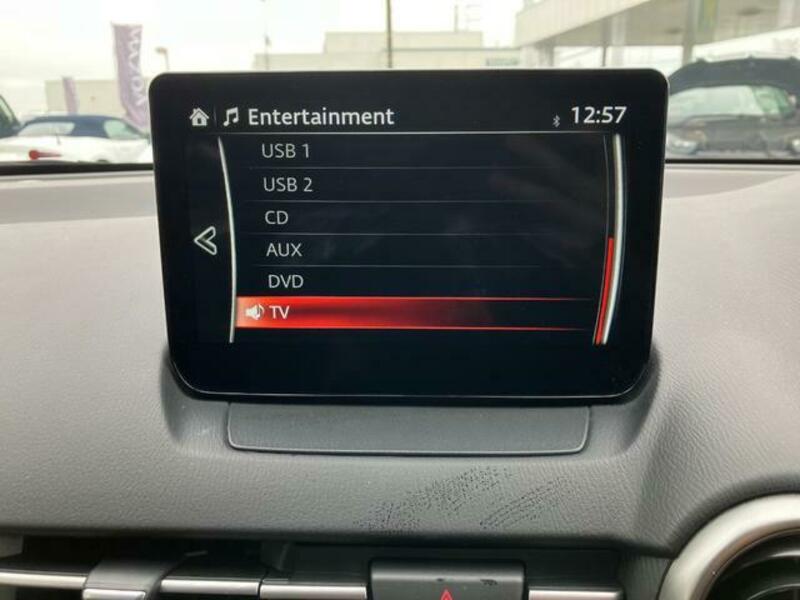 Entertainment
12:57
USB 1
USB 2
CD
AUX
DVD
TV